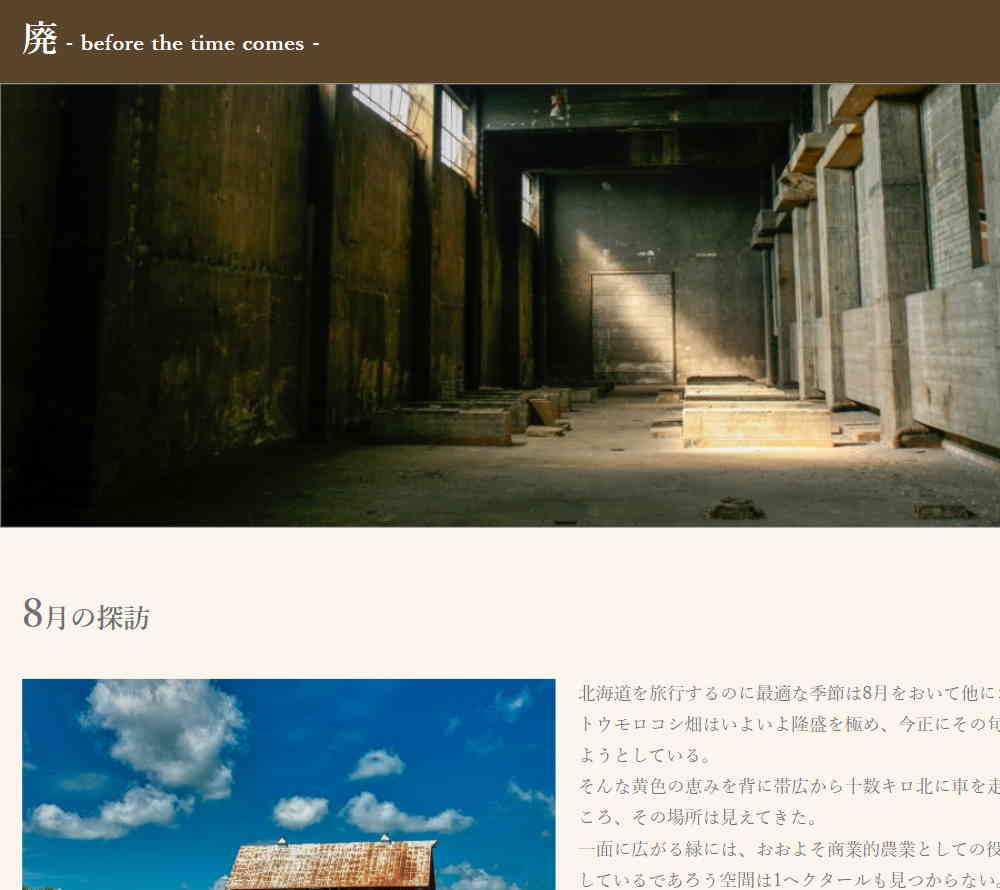 廃 - before the time comes -
8月の探訪
北海道を旅行するのに最適な季節は8月をおいて他に
トウモロコシ畑はいよいよ隆盛を極め、今正にその旬
ようとしている。
そんな黄色の恵みを背に帯広から十数キロ北に車を走
ころ、その場所は見えてきた。
一面に広がる緑には、おおよそ商業的農業としての役
しているであろう空間は1ヘクタールも見つからない